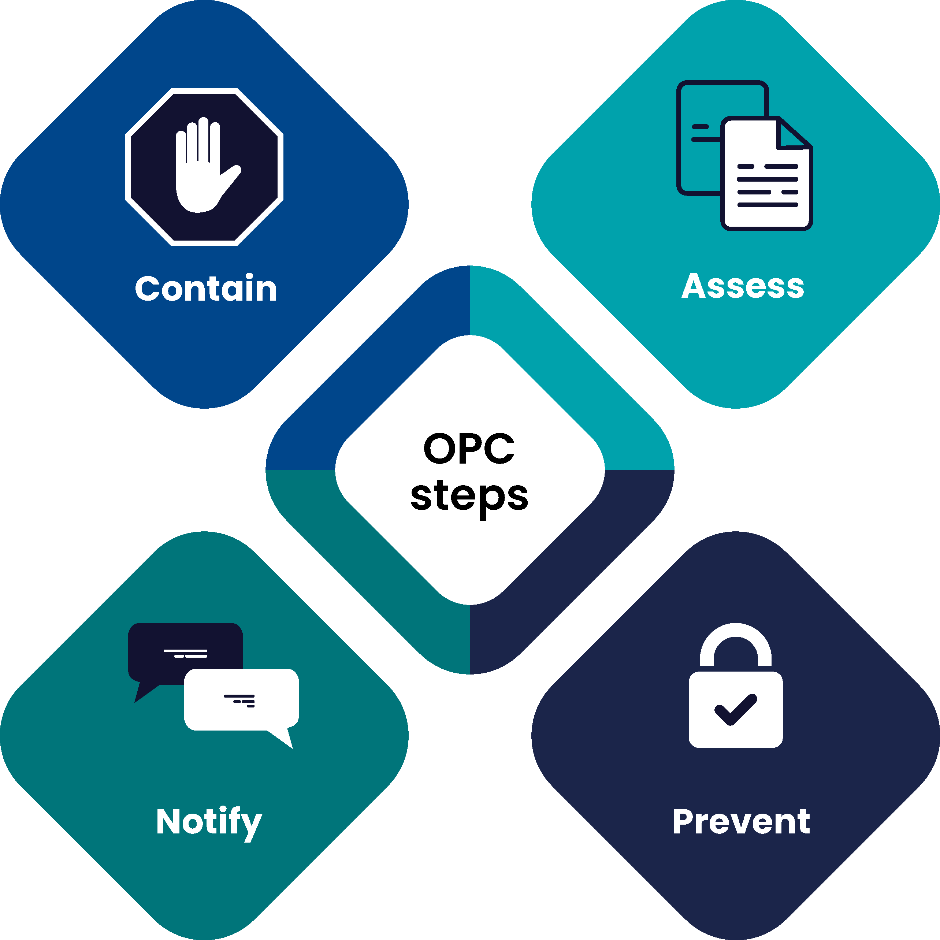 Contain
Assess
OPC
steps
Notify
Prevent